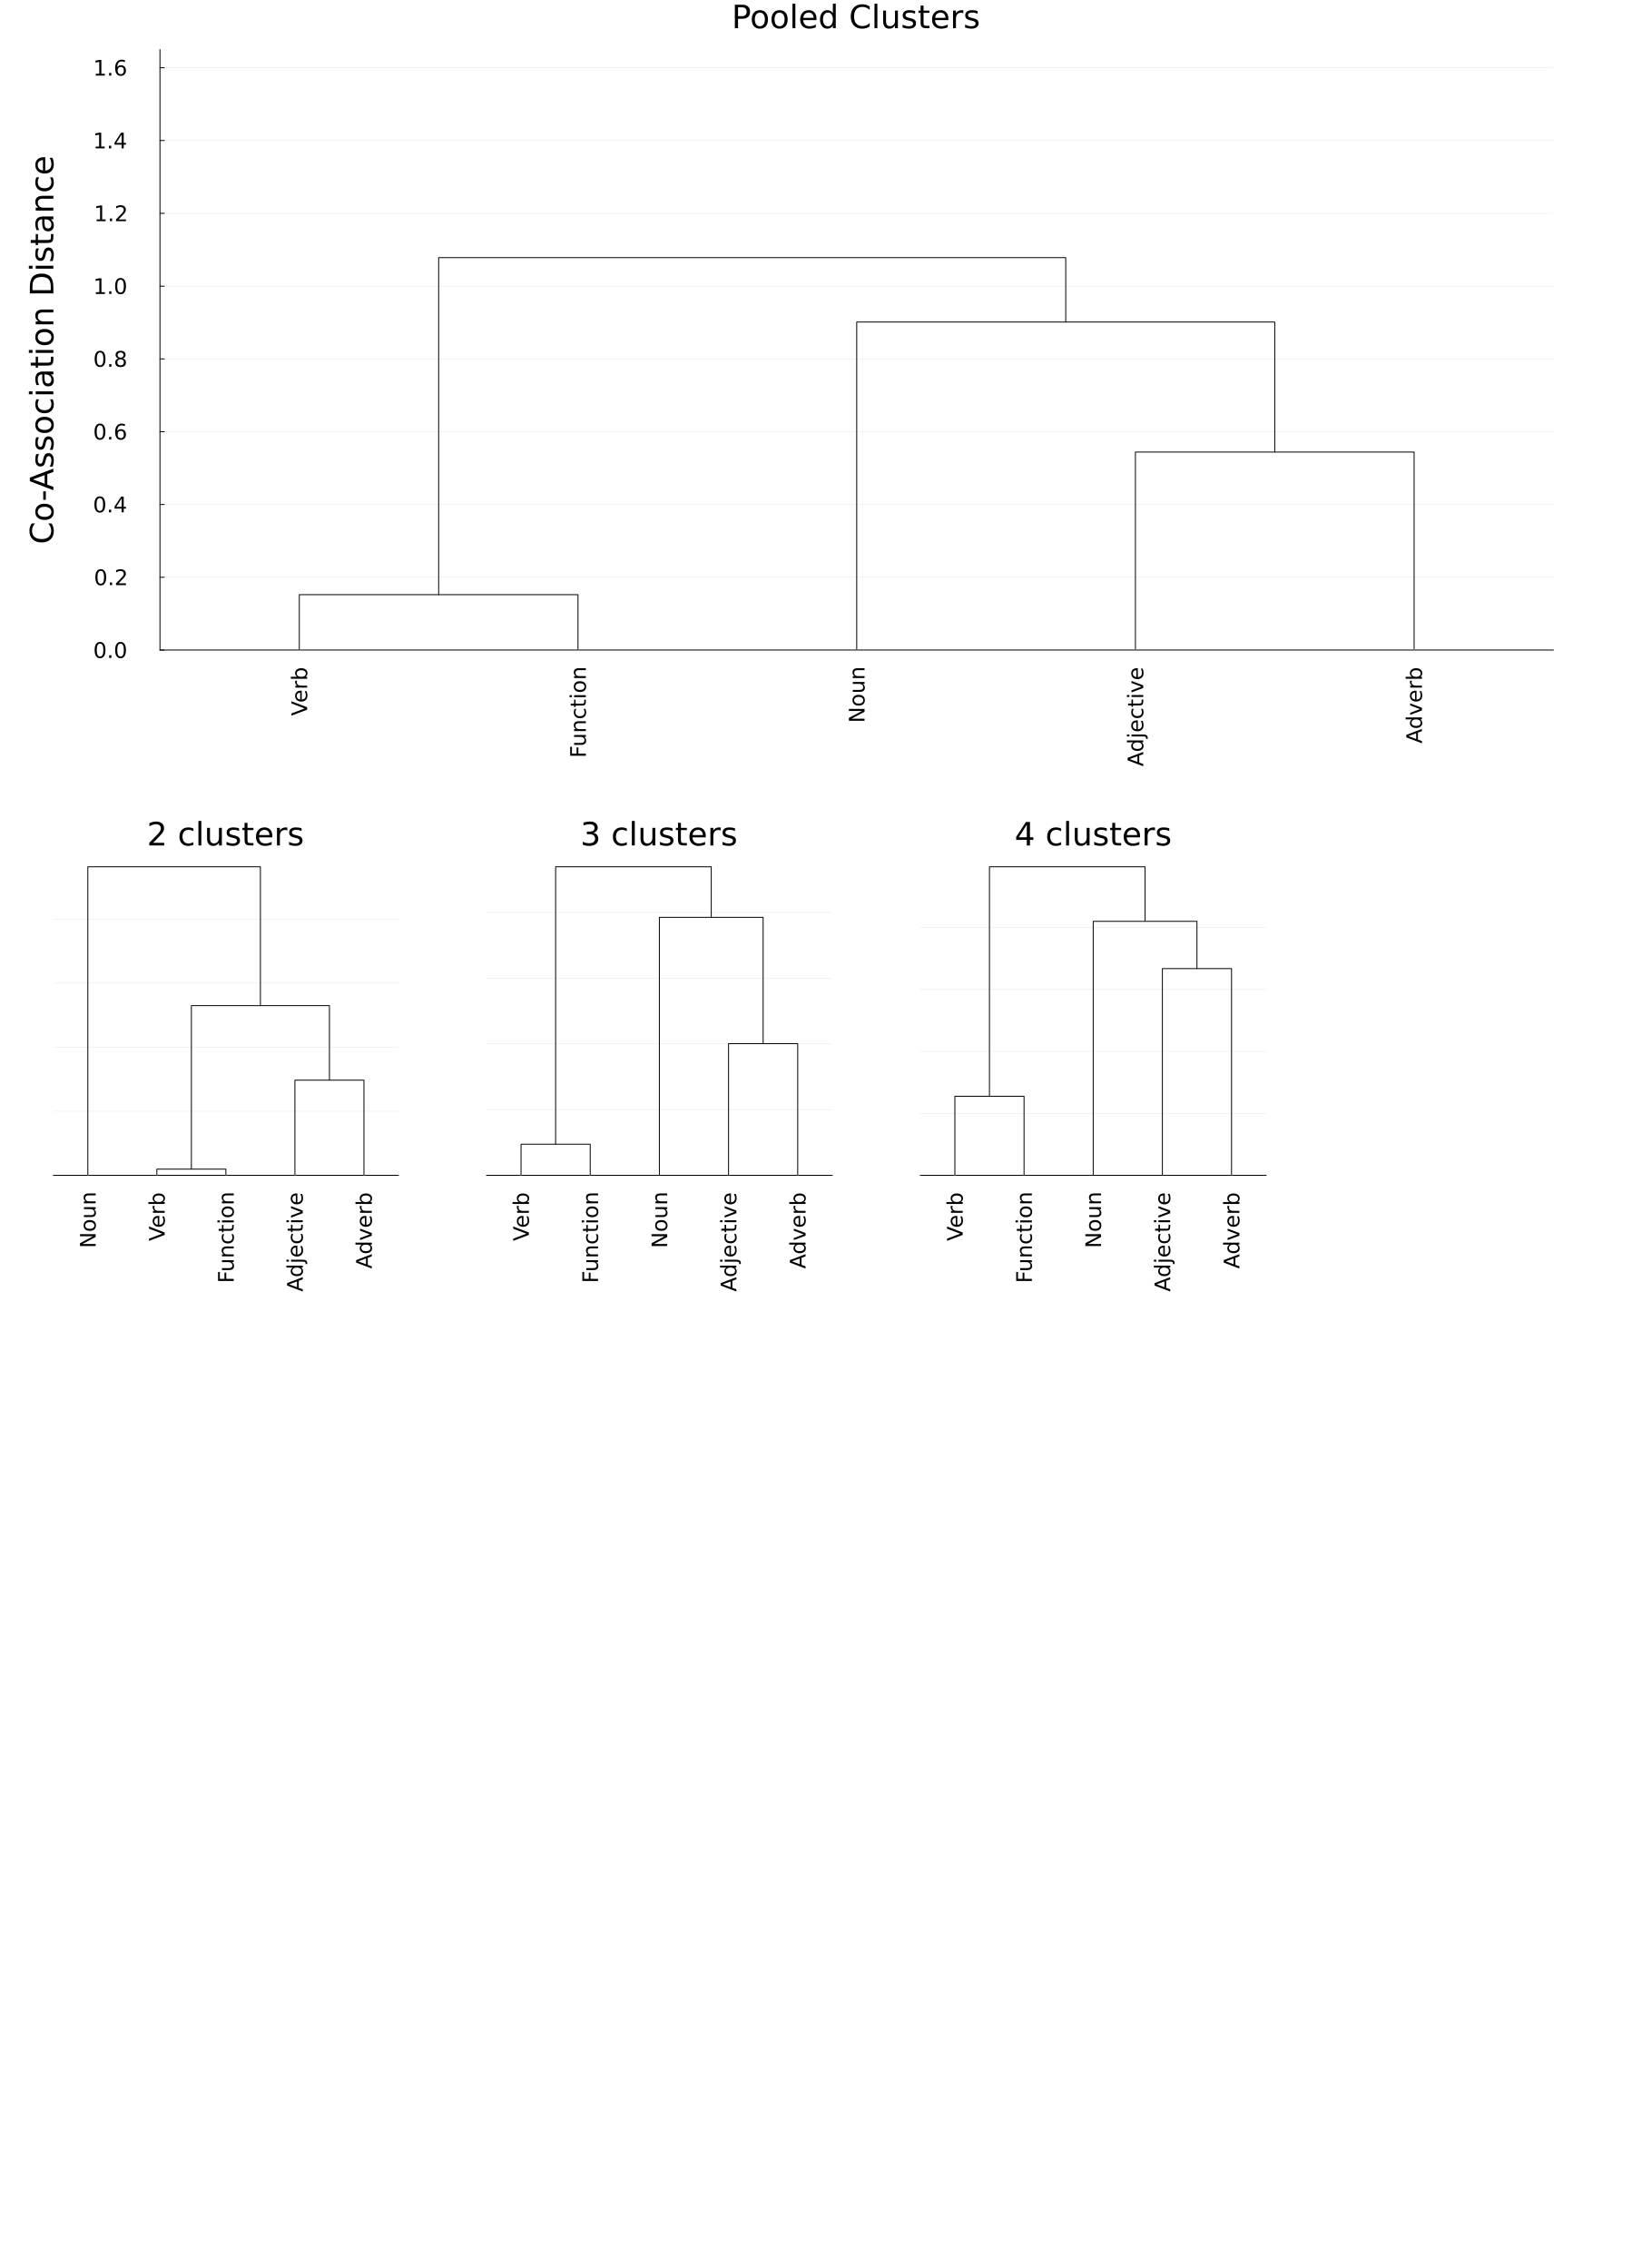 Pooled Clusters
Co-Association Distance
1.6
1.4
1.2
1.0
0.8
0.6
0.4
0.2
0.0
Verb
Function
Noun
Adjective
Adverb
2 clusters
Noun
Verb
Function
Adjective
Adverb
3 clusters
Verb
Function
Noun
Adjective
Adverb
4 clusters
Verb
Function
Noun
Adjective
Adverb